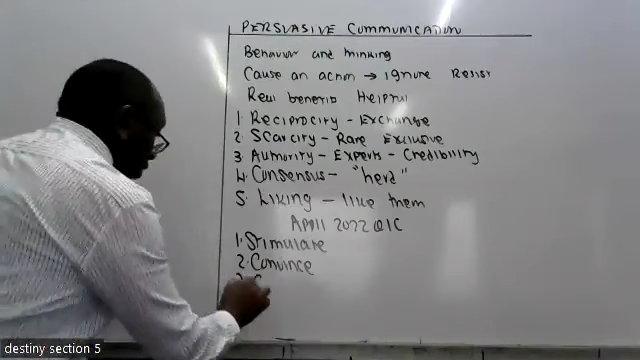 PERSUASIVE COMMUNICATION
Behaviour and thinking
Cause an action → ignore Resist
Real benefits Helpful
1. Reciprocity - Exchange
2. Scarcity - Rare Exclusive
3. Authority - Experts - Credibility
4. Consensus - "herd"
5. Liking - like them
April 2022 Q1C
1. Stimulate
2. Convince
3. C
destiny section 5